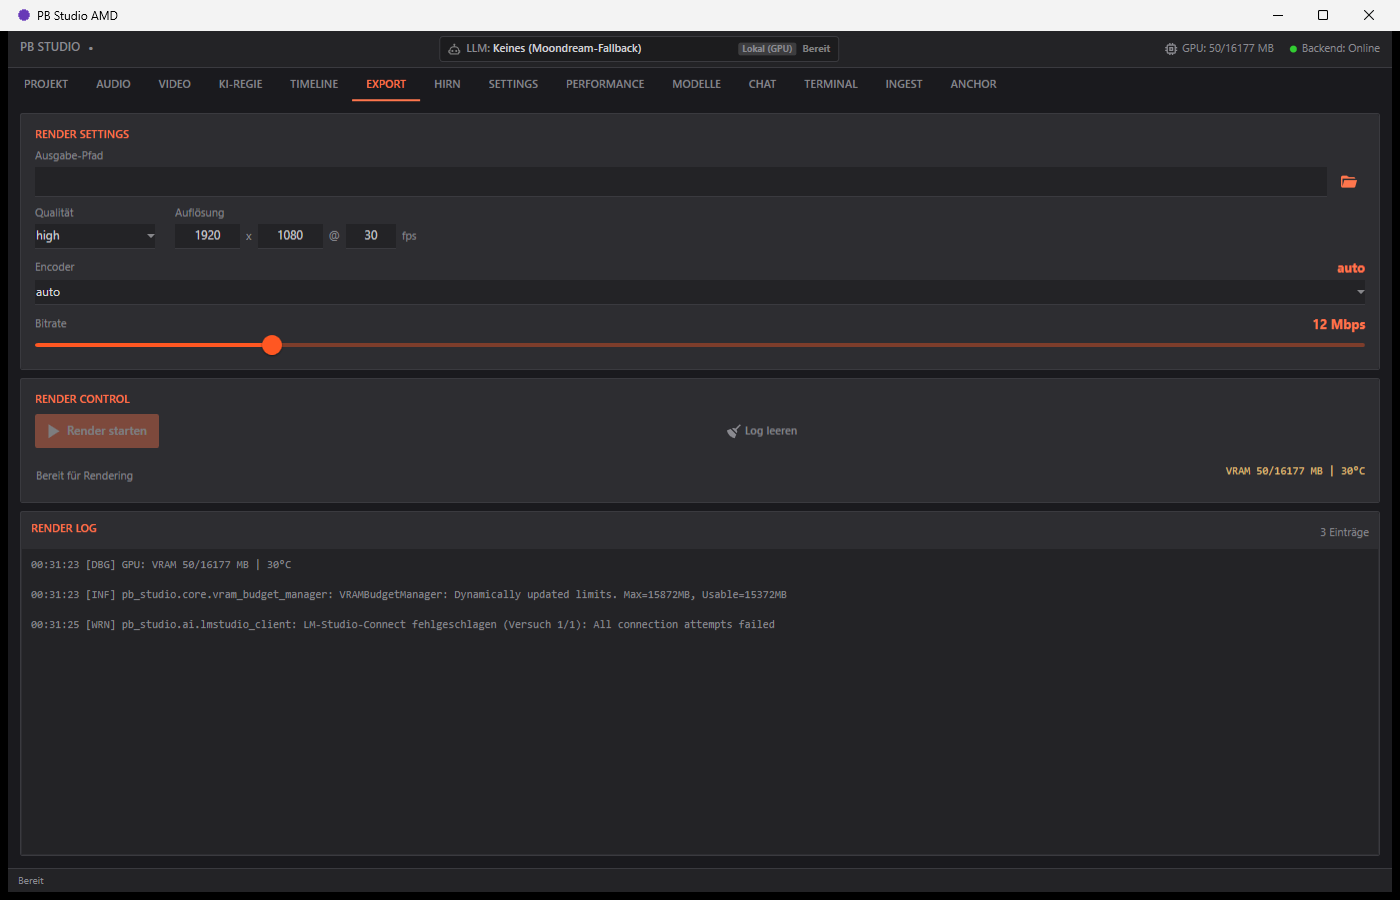 PB Studio AMD
PB STUDIO •
LLM: Keines (Moondream-Fallback) Lokal (GPU) Bereit
GPU: 50/16177 MB Backend: Online
PROJEKT AUDIO VIDEO KI-REGIE TIMELINE EXPORT HIRN SETTINGS PERFORMANCE MODELLE CHAT TERMINAL INGEST ANCHOR
RENDER SETTINGS
Ausgabe-Pfad
Qualität Auflösung
high 1920 x 1080 @ 30 fps
Encoder auto
auto
Bitrate 12 Mbps
RENDER CONTROL
Render starten Log leeren
Bereit für Rendering VRAM 50/16177 MB | 30°C
RENDER LOG 3 Einträge
00:31:23 [DBG] GPU: VRAM 50/16177 MB | 30°C
00:31:23 [INF] pb_studio.core.vram_budget_manager: VRAMBudgetManager: Dynamically updated limits. Max=15872MB, Usable=15372MB
00:31:25 [WRN] pb_studio.ai.lmstudio_client: LM-Studio-Connect fehlgeschlagen (Versuch 1/1): All connection attempts failed
Bereit